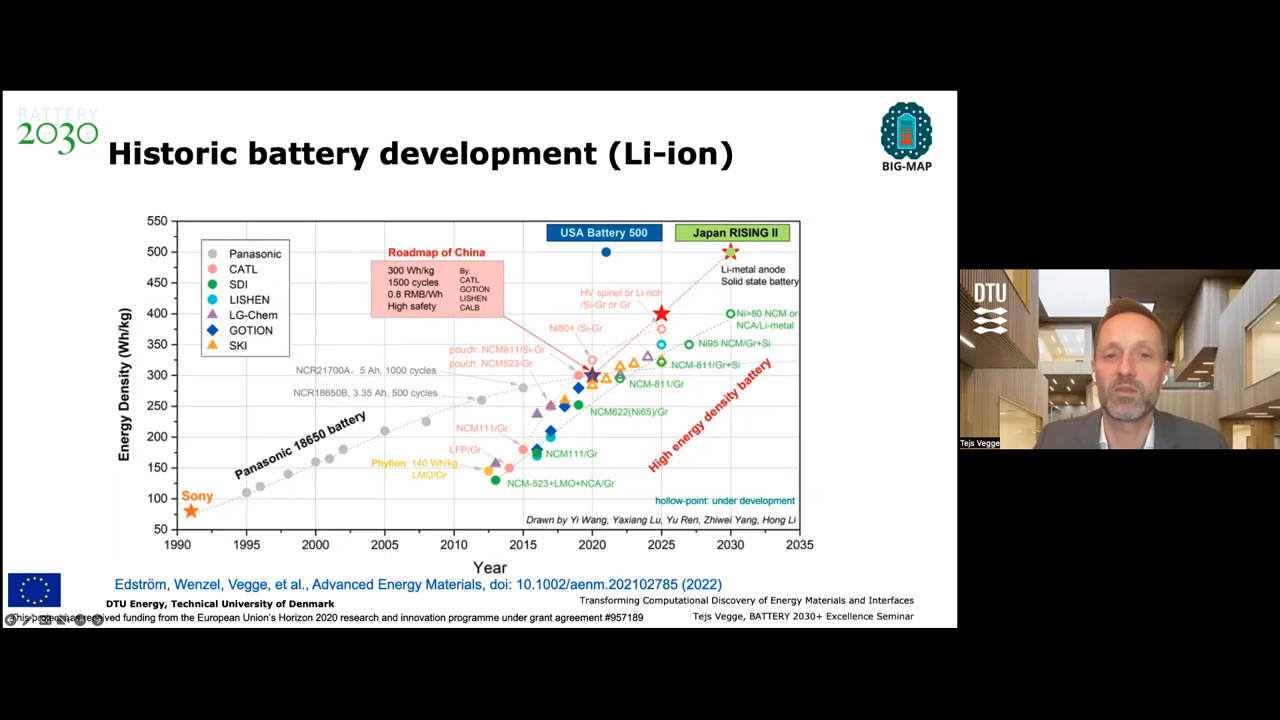 BATTERY
2030
Historic battery development (Li-ion)
BIG-MAP
Energy Density (Wh/kg)
550
500
450
400
350
300
250
200
150
100
50
1990
1995
2000
2005
2010
2015
2020
2025
2030
2035
Year
Panasonic
CATL
SDI
LISHEN
LG-Chem
GOTION
SKI
Roadmap of China
300 Wh/kg
1500 cycles
0.8 RMB/Wh
High safety
By:
CATL
GOTION
LISHEN
CALB
USA Battery 500
Japan RISING II
Li-metal anode
Solid state battery
HV spinel or Li-rich
/Si-Gr or Gr
Ni>80 NCM or
NCA/Li-metal
Ni80+ /Si-Gr
Ni95 NCM/Gr+Si
pouch: NCM811/Si-Gr
pouch: NCM523/Gr
NCM-811/Gr+Si
NCR21700A, 5 Ah, 1000 cycles
NCM-811/Gr
NCR18650B, 3.35 Ah, 500 cycles
NCM622(Ni65)/Gr
Panasonic 18650 battery
High energy density battery
NCM111/Gr
LFP/Gr
NCM111/Gr
Phylion: 140 Wh/kg
LMO/Gr
NCM-523+LMO+NCA/Gr
Sony
hollow-point: under development
Drawn by Yi Wang, Yaxiang Lu, Yu Ren, Zhiwei Yang, Hong Li
Edström, Wenzel, Vegge, et al., Advanced Energy Materials, doi: 10.1002/aenm.202102785 (2022)
DTU Energy, Technical University of Denmark
Transforming Computational Discovery of Energy Materials and Interfaces
This project has received funding from the European Union's Horizon 2020 research and innovation programme under grant agreement #957189
Tejs Vegge, BATTERY 2030+ Excellence Seminar
DTU
Tejs Vegge